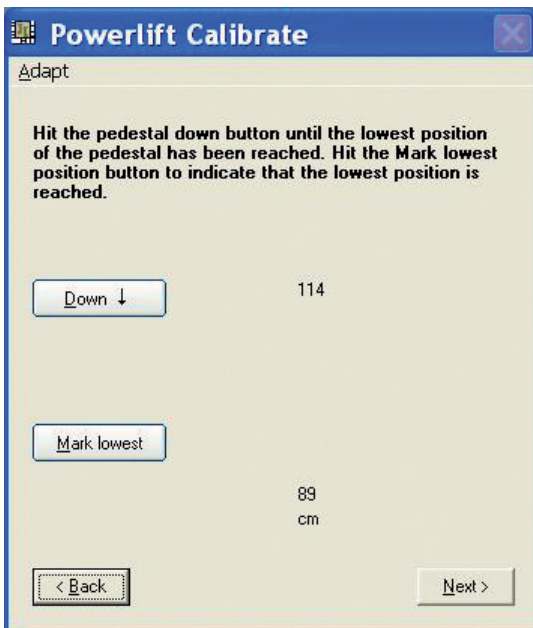 Powerlift Calibrate
Adapt
Hit the pedestal down button until the lowest position
of the pedestal has been reached. Hit the Mark lowest
position button to indicate that the lowest position is
reached.
Down ↓
114
Mark lowest
89
cm
< Back
Next >